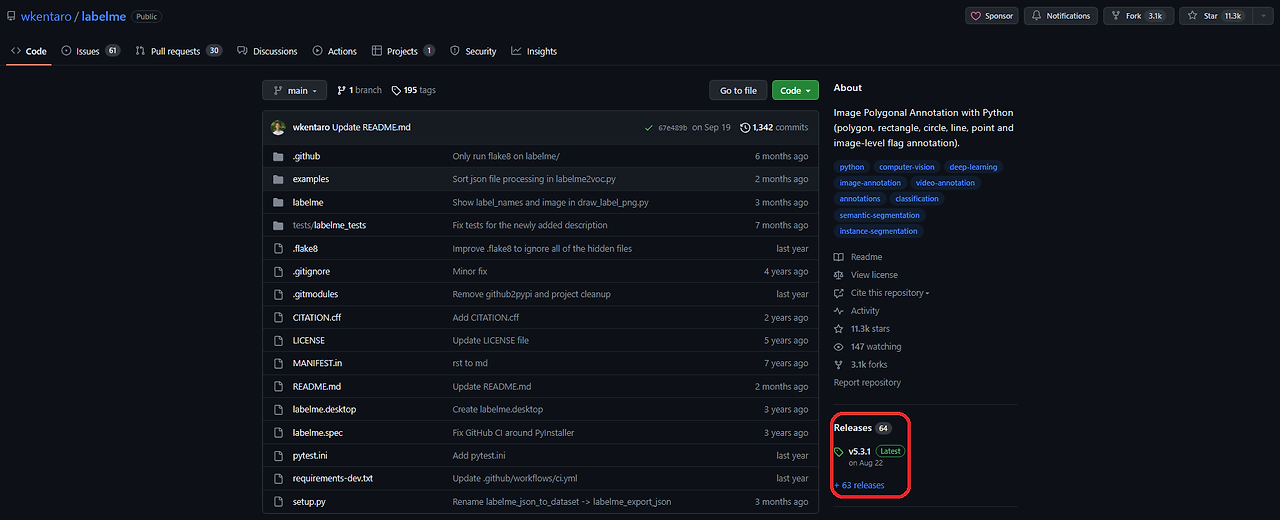 wkentaro / labelme Public
Sponsor Notifications Fork 3.1k Star 11.3k
Code Issues 61 Pull requests 30 Discussions Actions Projects 1 Security Insights
main 1 branch 195 tags Go to file Code
wkentaro Update README.md 67e489b on Sep 19 1,342 commits
.github Only run flake8 on labelme/ 6 months ago
examples Sort json file processing in labelme2voc.py 2 months ago
labelme Show label_names and image in draw_label_png.py 3 months ago
tests/labelme_tests Fix tests for the newly added description 7 months ago
.flake8 Improve .flake8 to ignore all of the hidden files last year
.gitignore Minor fix 4 years ago
.gitmodules Remove github2pypi and project cleanup last year
CITATION.cff Add CITATION.cff 2 years ago
LICENSE Update LICENSE file 5 years ago
MANIFEST.in rst to md 7 years ago
README.md Update README.md 2 months ago
labelme.desktop Create labelme.desktop 3 years ago
labelme.spec Fix GitHub CI around PyInstaller 3 years ago
pytest.ini Add pytest.ini last year
requirements-dev.txt Update .github/workflows/ci.yml last year
setup.py Rename labelme_json_to_dataset -> labelme_export_json 3 months ago
About
Image Polygonal Annotation with Python
(polygon, rectangle, circle, line, point and
image-level flag annotation).
python computer-vision deep-learning
image-annotation video-annotation
annotations classification
semantic-segmentation
instance-segmentation
Readme
View license
Cite this repository
Activity
11.3k stars
147 watching
3.1k forks
Report repository
Releases 64
v5.3.1 Latest
on Aug 22
+ 63 releases